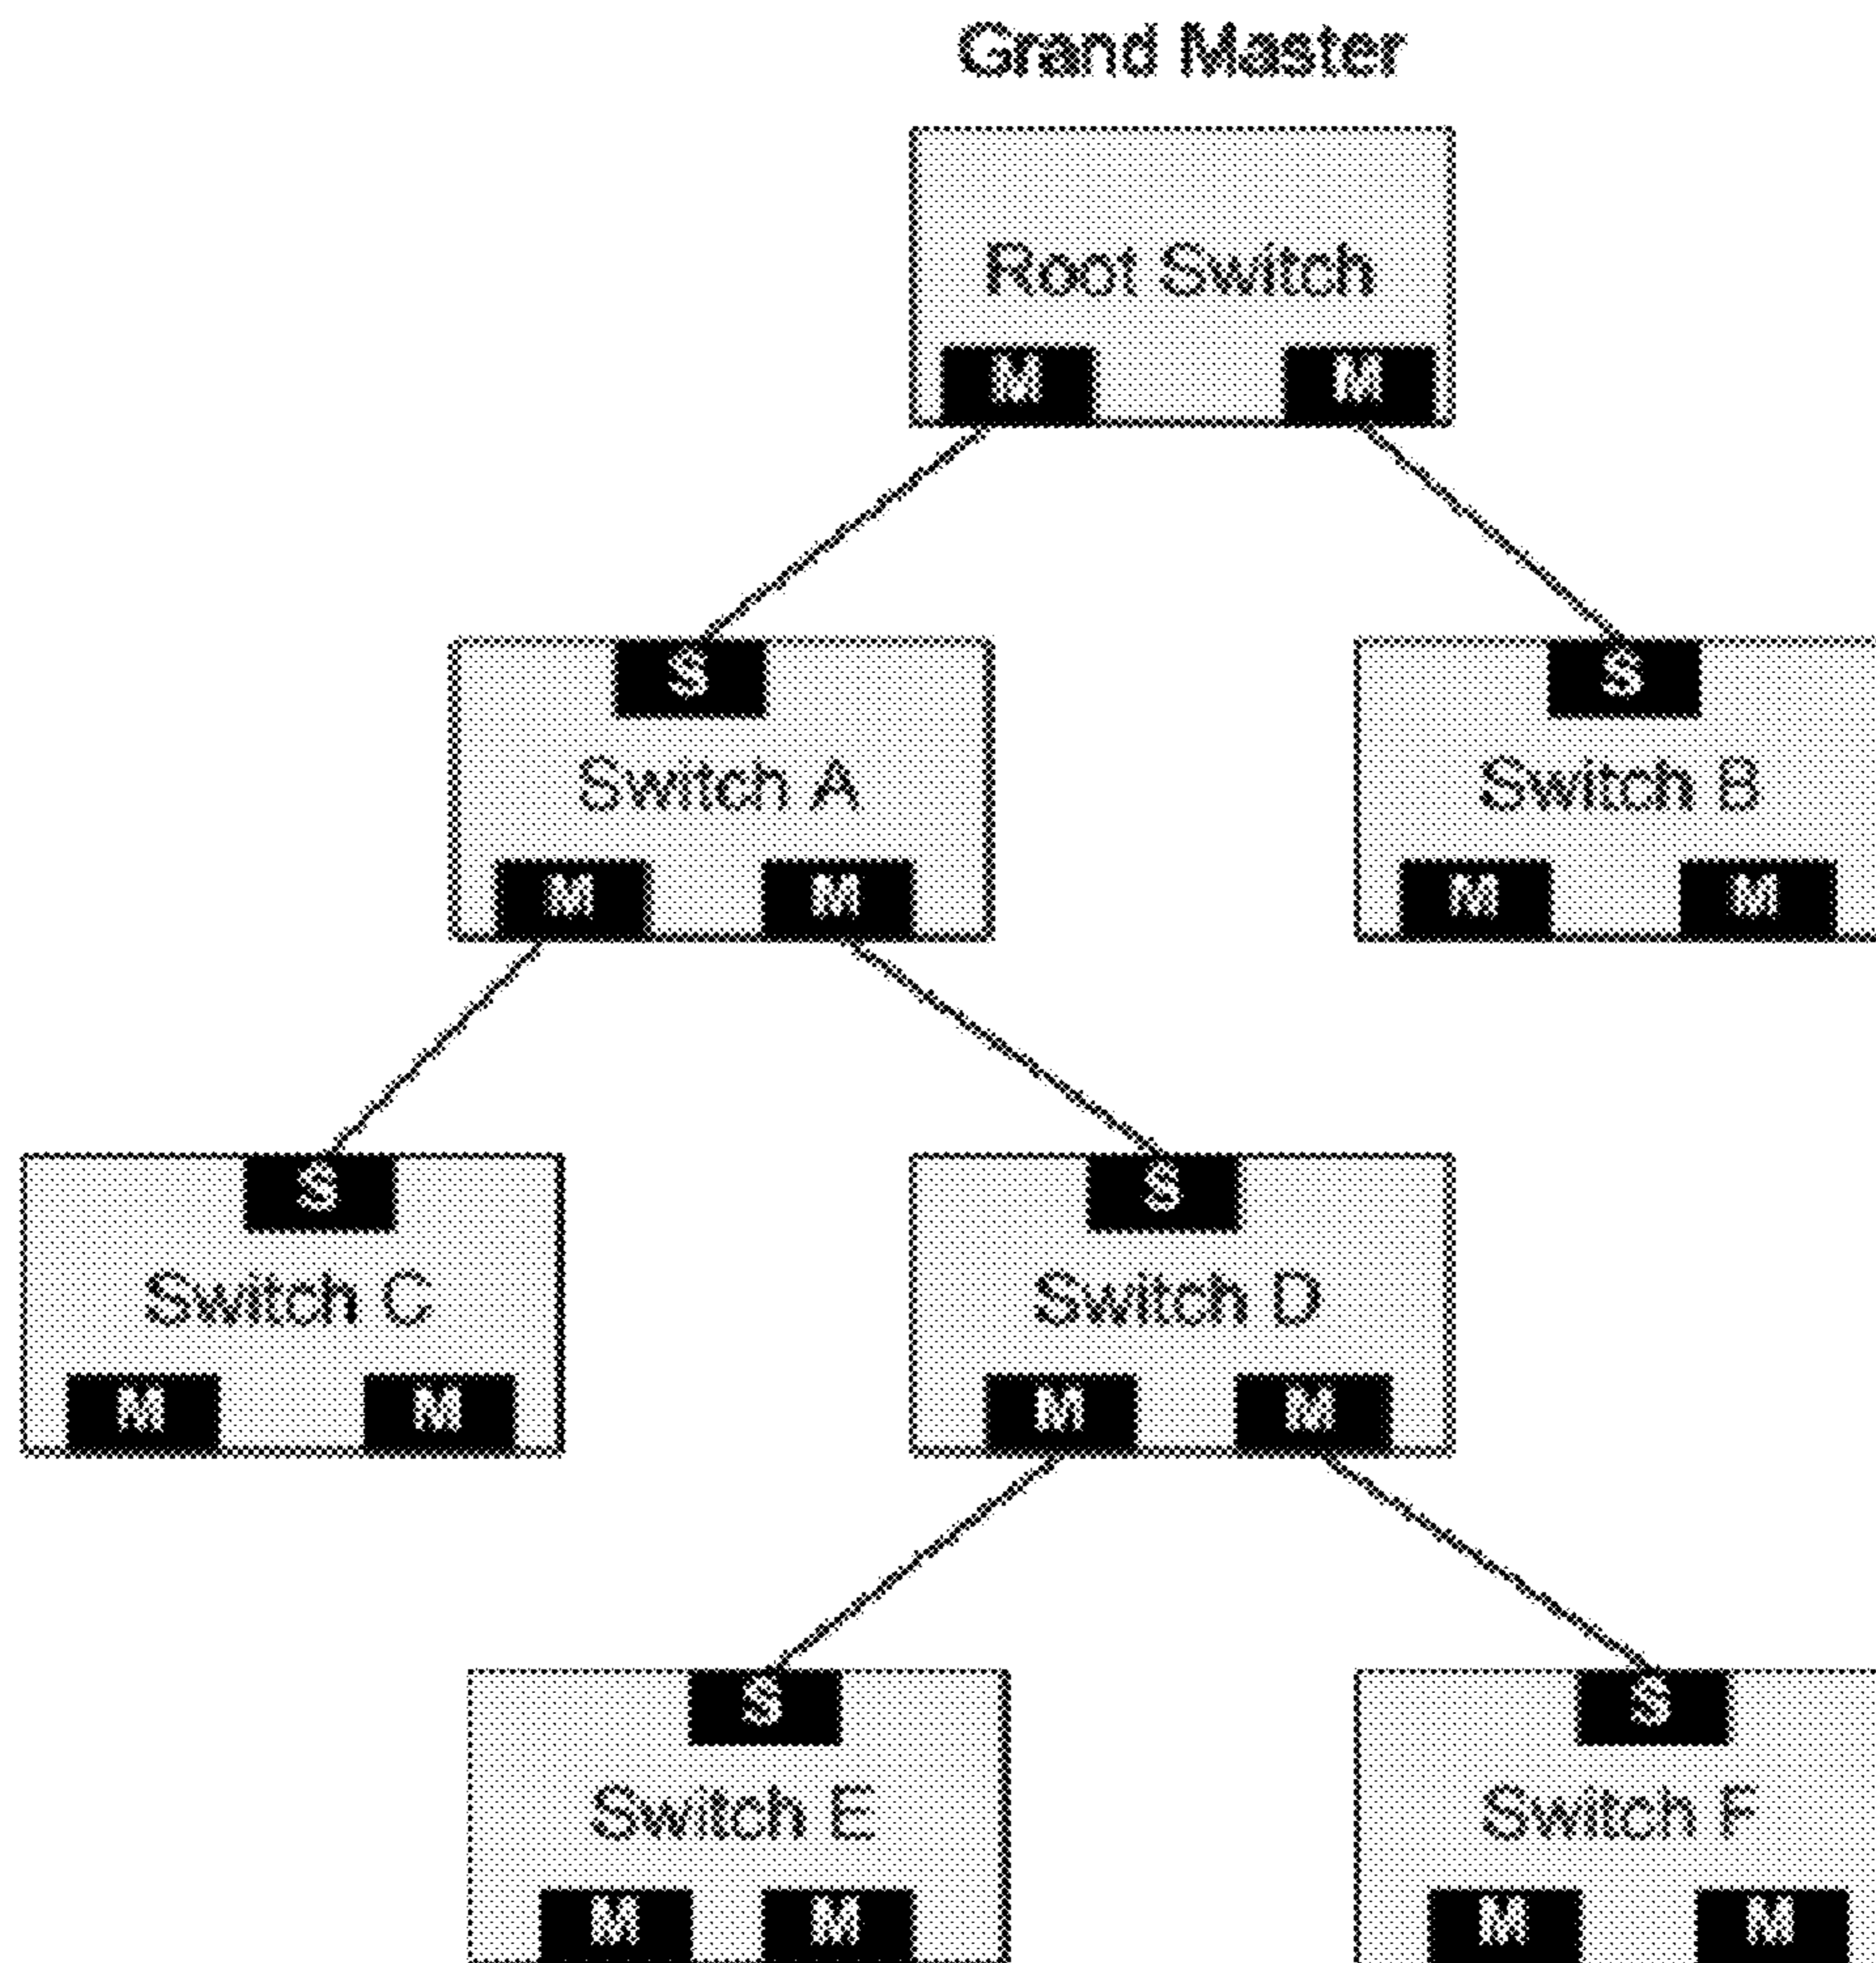 Grand Master
Root Switch
M M
S S
Switch A Switch B
M M M M
S S
Switch C Switch D
M M M M
S S
Switch E Switch F
M M M M